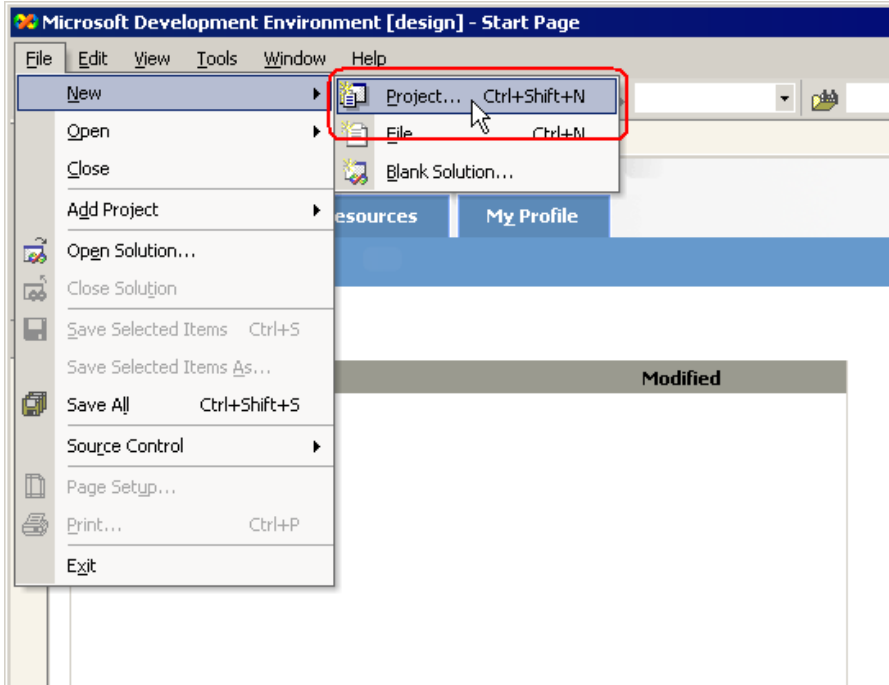 Microsoft Development Environment [design] - Start Page
File Edit View Tools Window Help
New
Project... Ctrl+Shift+N
Open
File Ctrl+N
Close
Blank Solution...
Add Project
esources My Profile
Open Solution...
Close Solution
Save Selected Items Ctrl+S
Save Selected Items As...
Modified
Save All Ctrl+Shift+S
Source Control
Page Setup...
Print... Ctrl+P
Exit